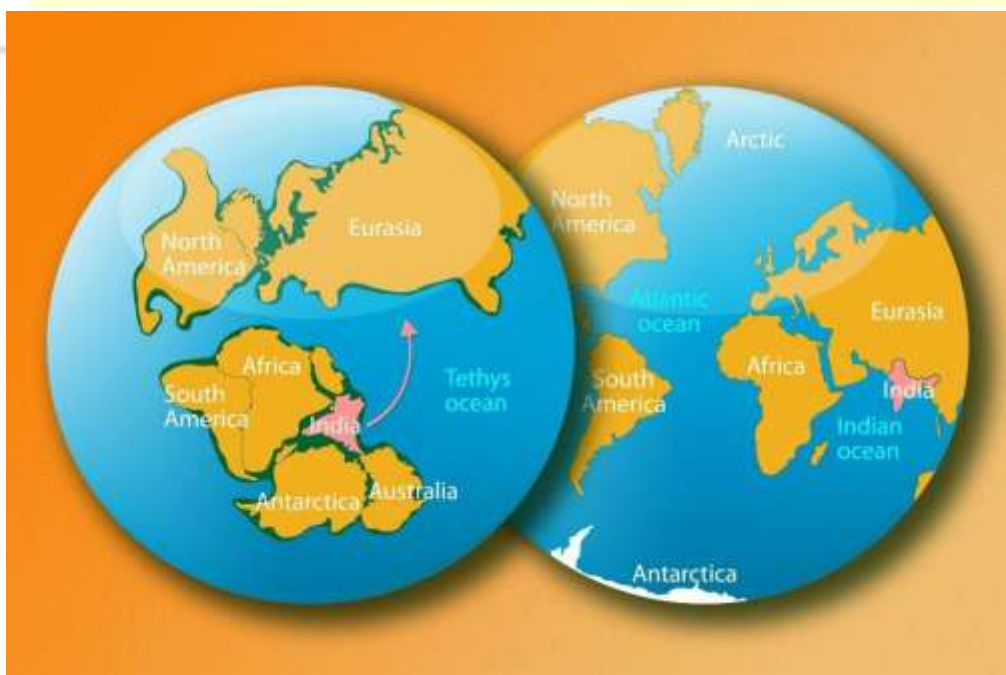 North
America
Eurasia
Africa
South
America
India
Tethys
ocean
Antarctica
Australia
Arctic
North
America
Atlantic
ocean
Eurasia
Africa
South
America
India
Indian
ocean
Antarctica